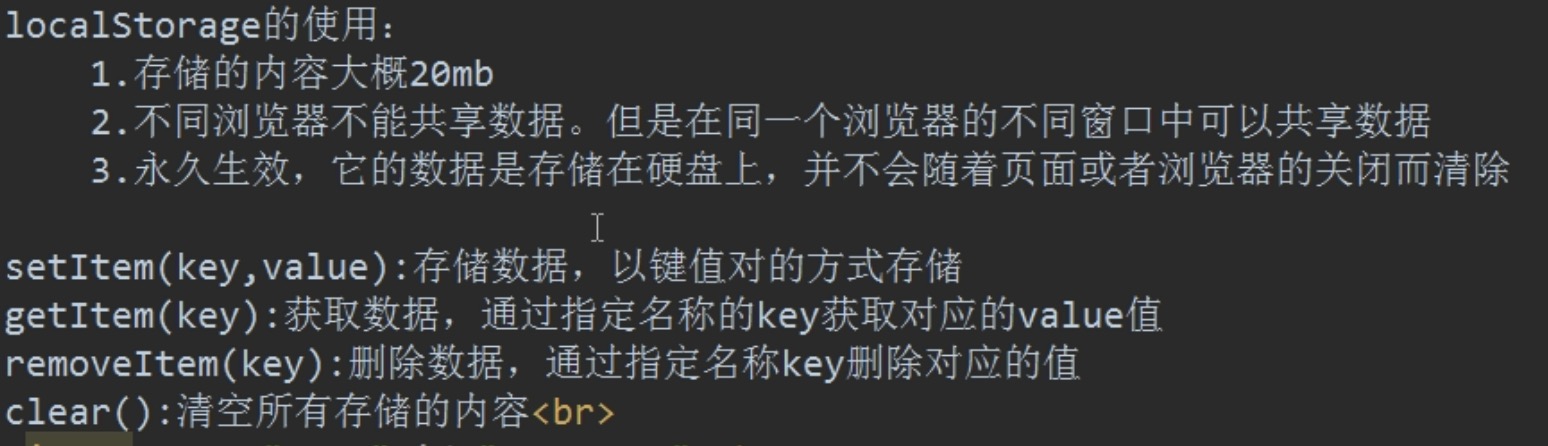 localStorage的使用：
1.存储的内容大概20mb
2.不同浏览器不能共享数据。但是在同一个浏览器的不同窗口中可以共享数据
3.永久生效，它的数据是存储在硬盘上，并不会随着页面或者浏览器的关闭而清除
setItem(key,value):存储数据，以键值对的方式存储
getItem(key):获取数据，通过指定名称的key获取对应的value值
removeItem(key):删除数据，通过指定名称key删除对应的值
clear():清空所有存储的内容<br>